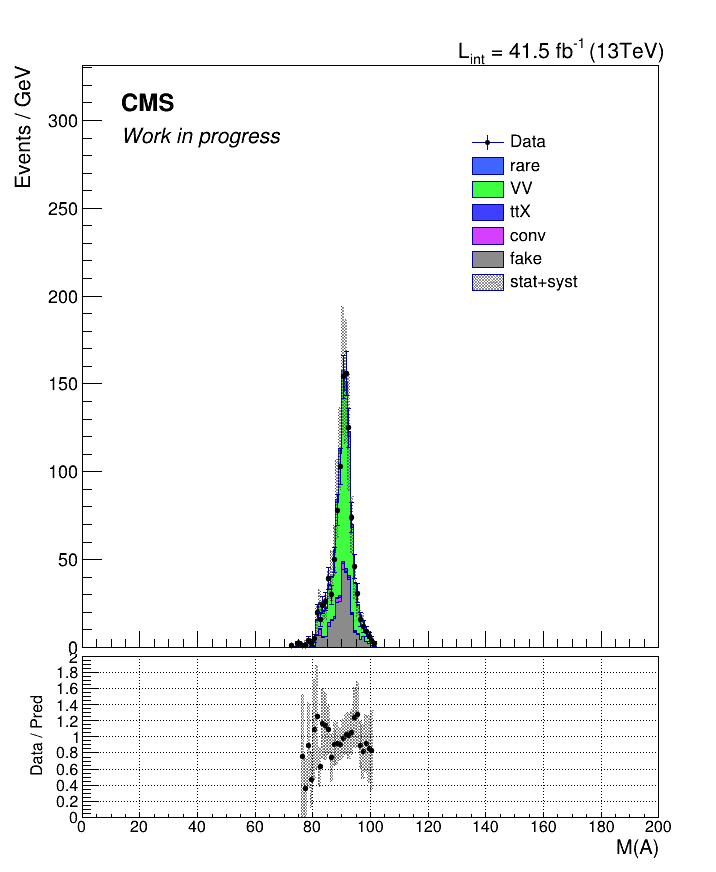 L_int = 41.5 fb^-1 (13TeV)
Events / GeV
CMS
Work in progress
Data
rare
VV
ttX
conv
fake
stat+syst
300
250
200
150
100
50
0
Data / Pred
2
1.8
1.6
1.4
1.2
1
0.8
0.6
0.4
0.2
0
0 20 40 60 80 100 120 140 160 180 200
M(A)